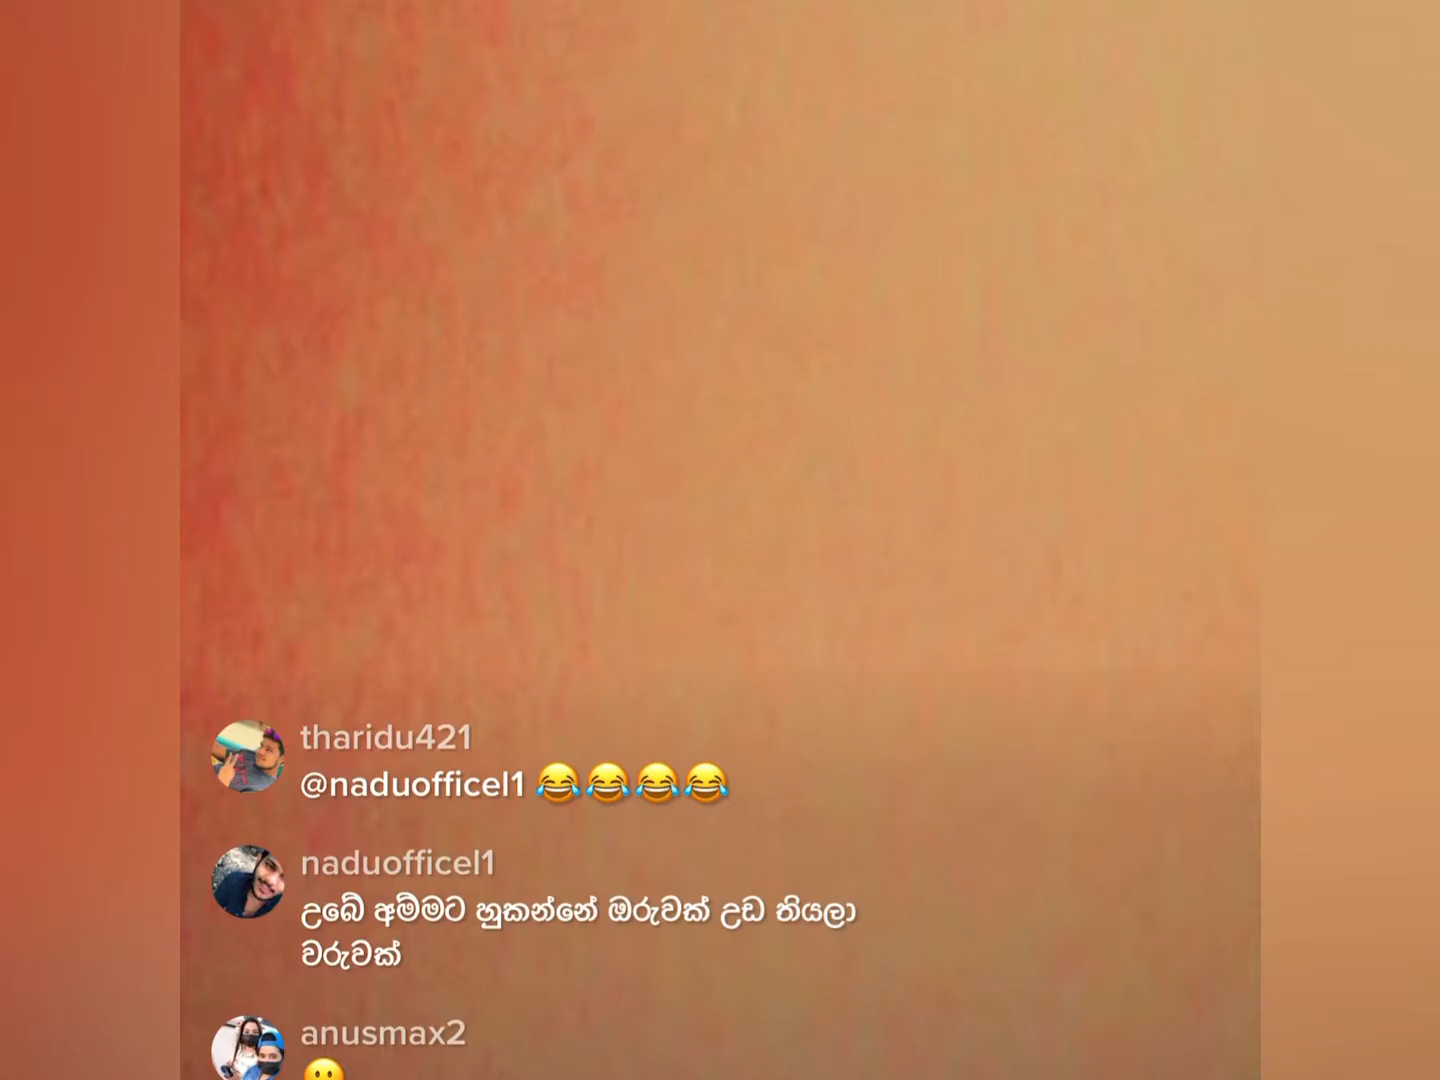 tharidu421
@naduofficel1 😂😂😂😂
naduofficel1
උබේ අම්මට හුකන්නේ ඔරුවක් උඩ තියලා
වරුවක්
anusmax2